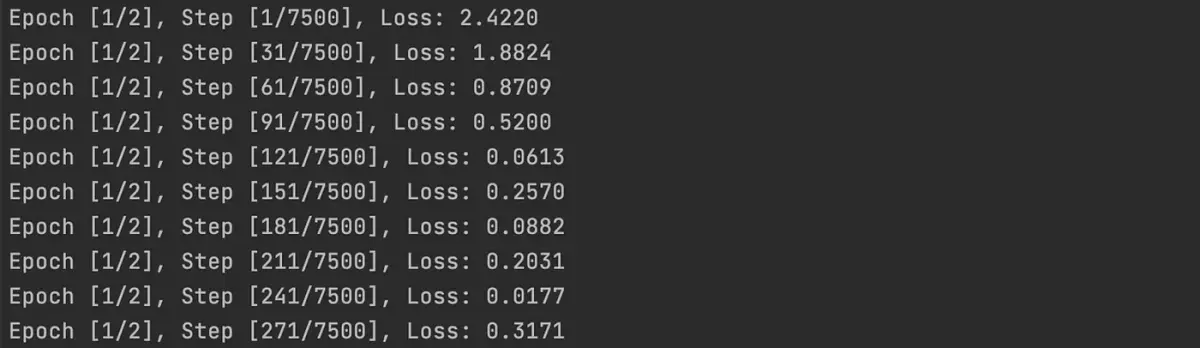 Epoch [1/2], Step [1/7500], Loss: 2.4220
Epoch [1/2], Step [31/7500], Loss: 1.8824
Epoch [1/2], Step [61/7500], Loss: 0.8709
Epoch [1/2], Step [91/7500], Loss: 0.5200
Epoch [1/2], Step [121/7500], Loss: 0.0613
Epoch [1/2], Step [151/7500], Loss: 0.2570
Epoch [1/2], Step [181/7500], Loss: 0.0882
Epoch [1/2], Step [211/7500], Loss: 0.2031
Epoch [1/2], Step [241/7500], Loss: 0.0177
Epoch [1/2], Step [271/7500], Loss: 0.3171